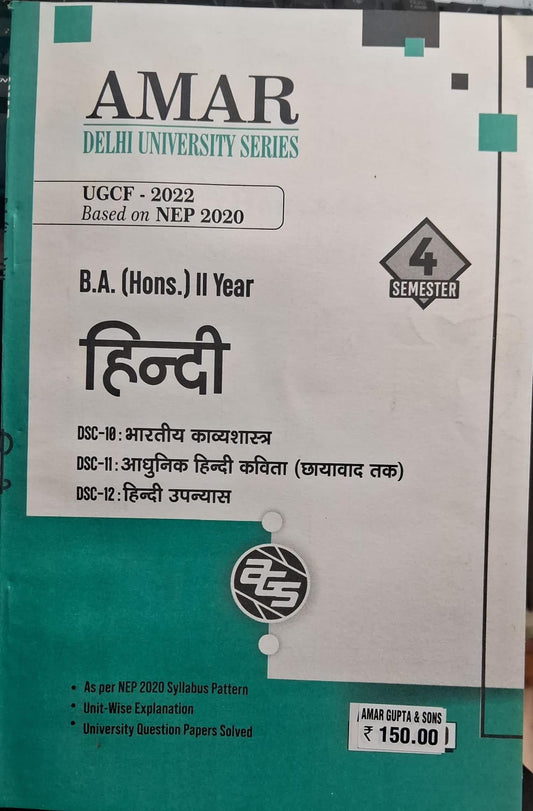 AMAR
DELHI UNIVERSITY SERIES
UGCF - 2022
Based on NEP 2020
4
SEMESTER
B.A. (Hons.) II Year
हिन्दी
DSC-10 : भारतीय काव्यशास्त्र
DSC-11 : आधुनिक हिन्दी कविता (छायावाद तक)
DSC-12 : हिन्दी उपन्यास
aGs
• As per NEP 2020 Syllabus Pattern
• Unit-Wise Explanation
• University Question Papers Solved
AMAR GUPTA & SONS
₹ 150.00